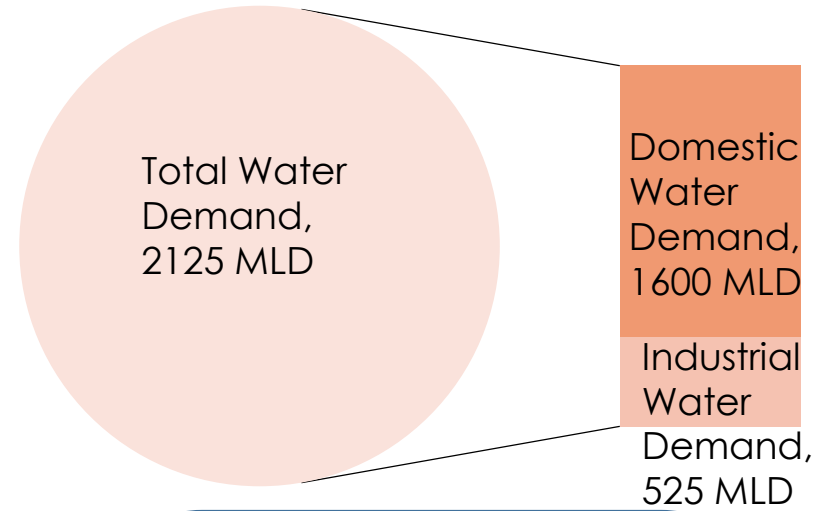 Total Water
Demand,
2125 MLD
Domestic
Water
Demand,
1600 MLD
Industrial
Water
Demand,
525 MLD